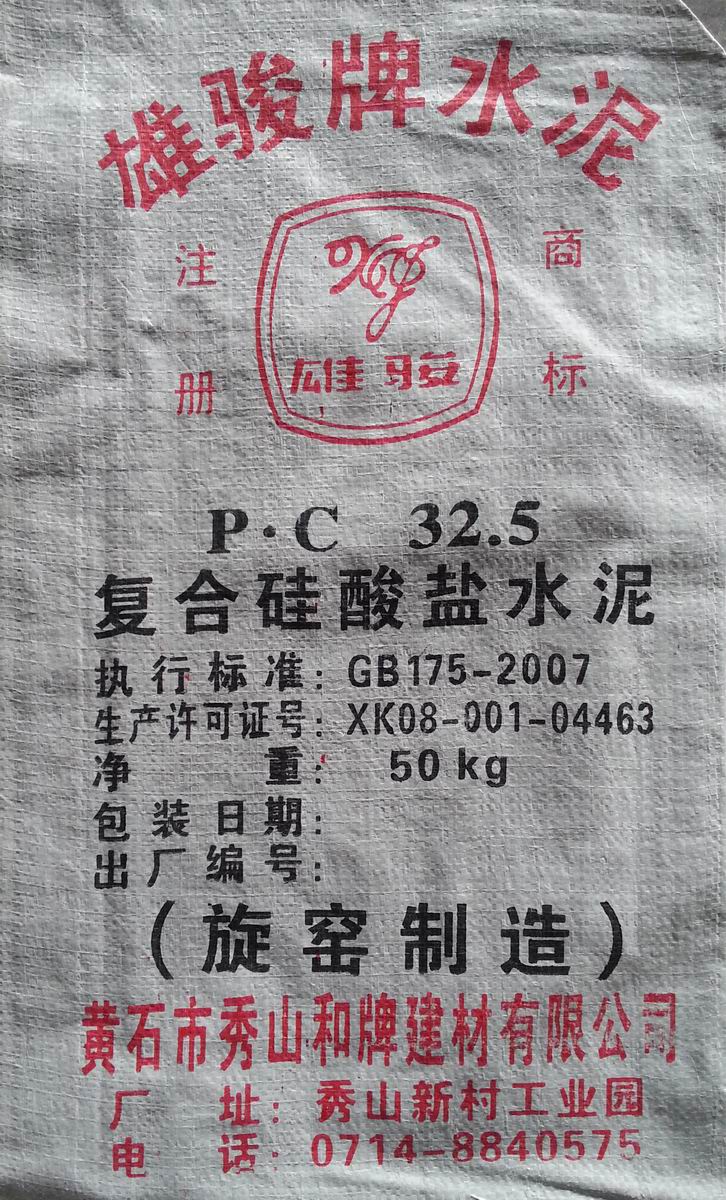 雄骏牌水泥
注册
商标
雄骏
P·C 32.5
复合硅酸盐水泥
执行标准：GB175-2007
生产许可证号：XK08-001-04463
净重：50kg
包装日期：
出厂编号：
（旋窑制造）
黄石市秀山和牌建材有限公司
厂址：秀山新村工业园
电话：0714-8840575